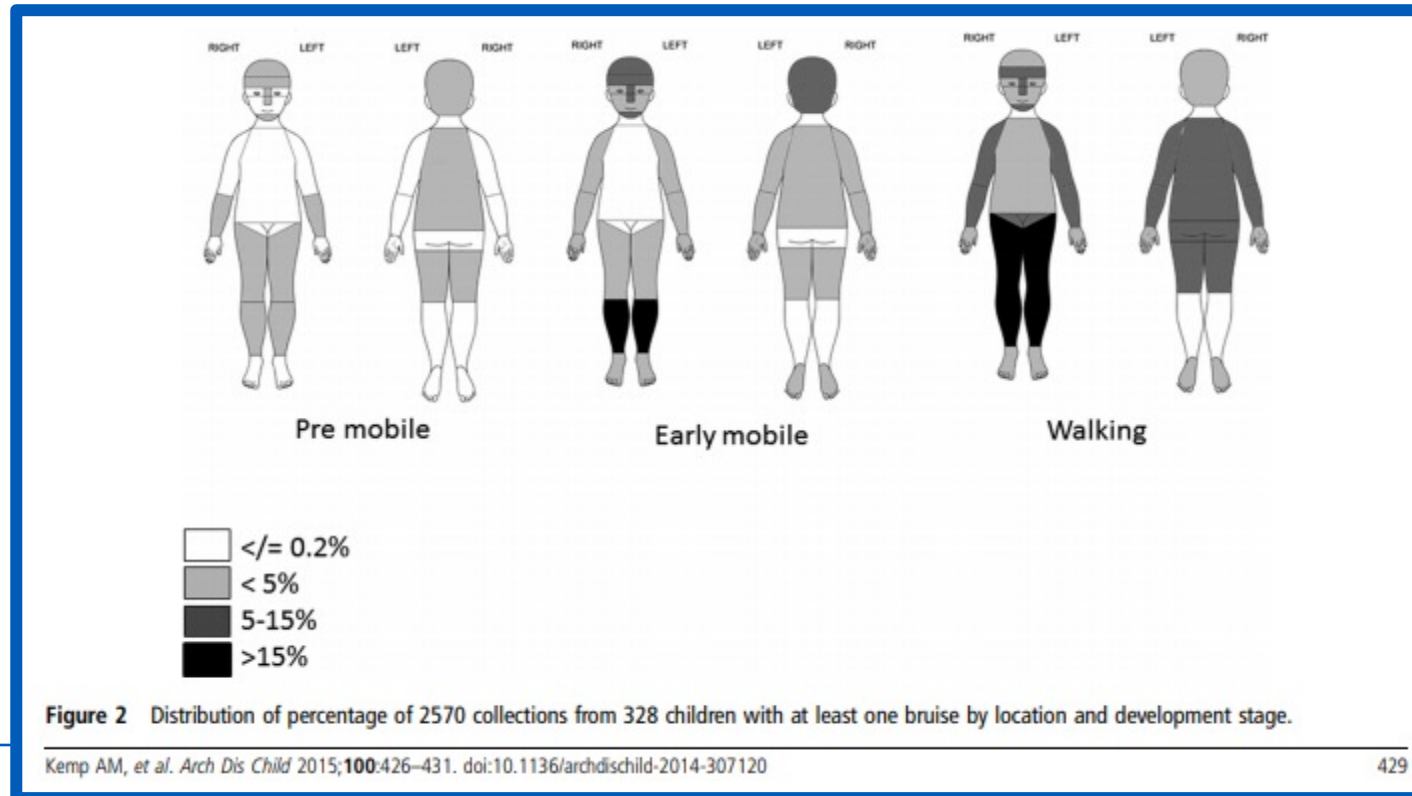 RIGHT LEFT LEFT RIGHT RIGHT LEFT LEFT RIGHT RIGHT LEFT LEFT RIGHT
Pre mobile
Early mobile
Walking
</= 0.2%
< 5%
5-15%
>15%
Figure 2 Distribution of percentage of 2570 collections from 328 children with at least one bruise by location and development stage.
Kemp AM, et al. Arch Dis Child 2015;100:426–431. doi:10.1136/archdischild-2014-307120 429